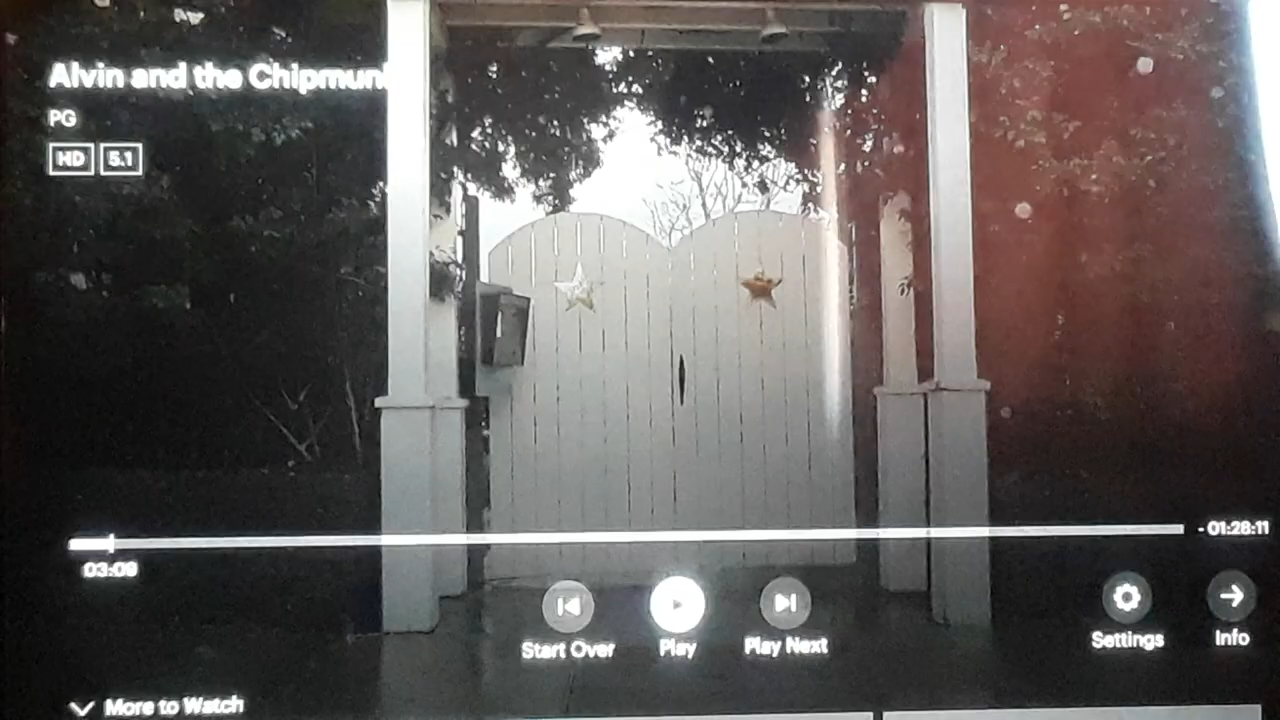 Alvin and the Chipmun
PG
HD 5.1
- 01:28:11
03:09
Start Over
Play
Play Next
Settings
Info
More to Watch